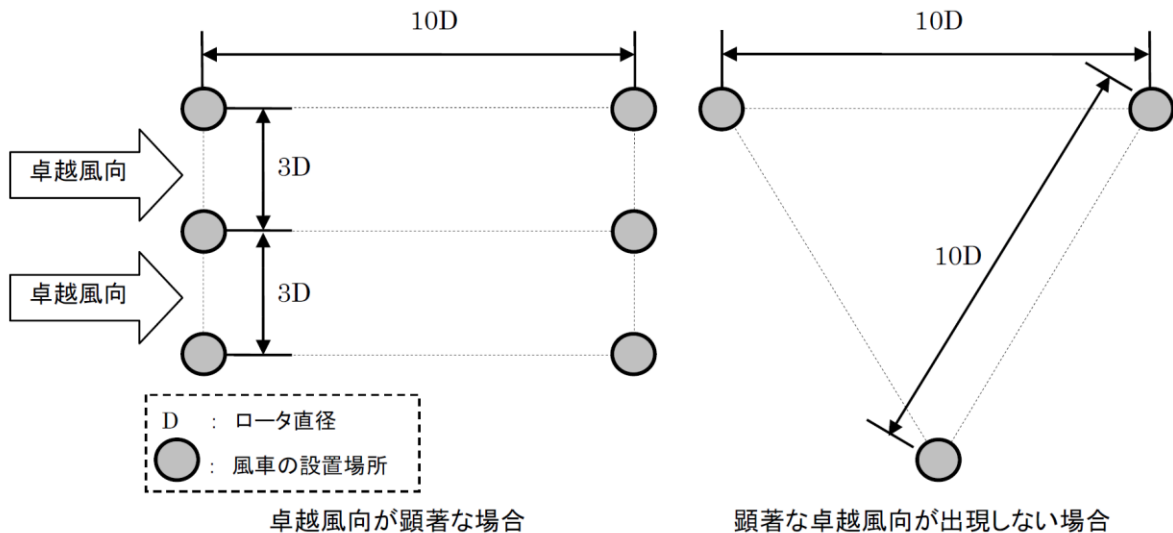 10D
10D
卓越風向
3D
10D
卓越風向
3D
D : ロータ直径
: 風車の設置場所
卓越風向が顕著な場合
顕著な卓越風向が出現しない場合